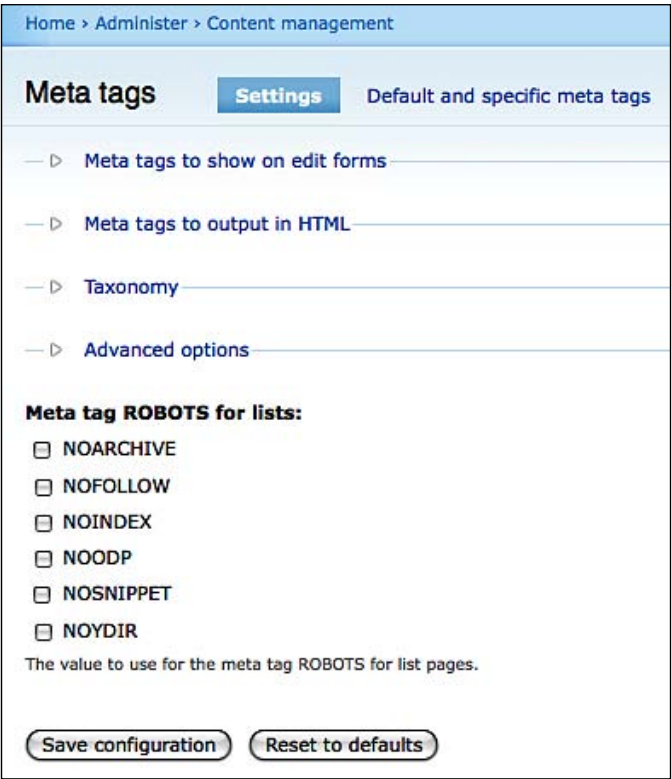 Home › Administer › Content management
Meta tags Settings Default and specific meta tags
Meta tags to show on edit forms
Meta tags to output in HTML
Taxonomy
Advanced options
Meta tag ROBOTS for lists:
NOARCHIVE
NOFOLLOW
NOINDEX
NOODP
NOSNIPPET
NOYDIR
The value to use for the meta tag ROBOTS for list pages.
Save configuration Reset to defaults